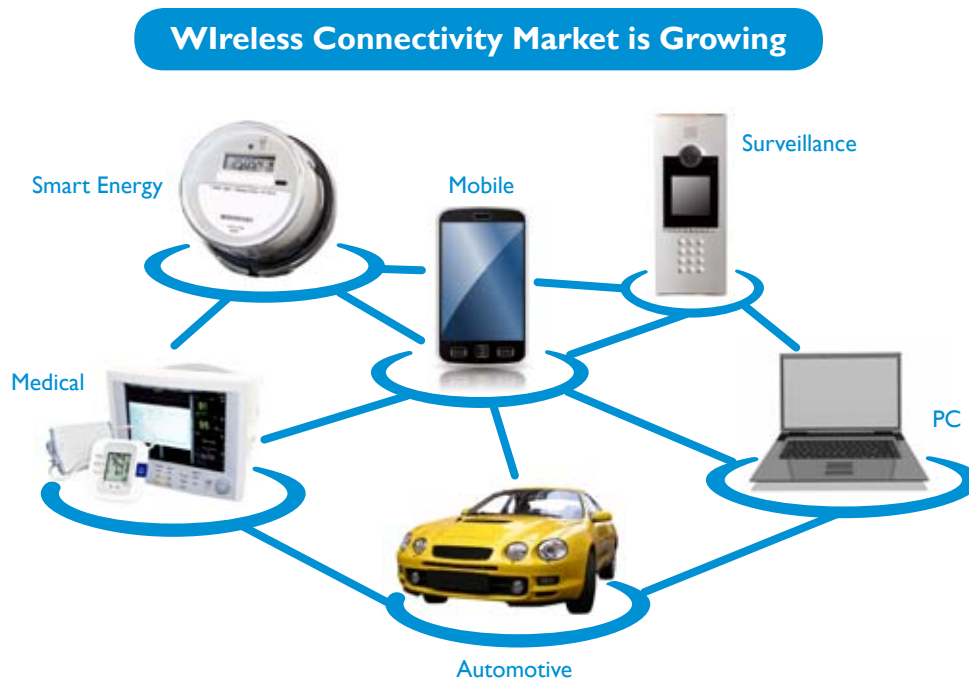 WIreless Connectivity Market is Growing
Surveillance
Smart Energy
Mobile
Medical
PC
Automotive